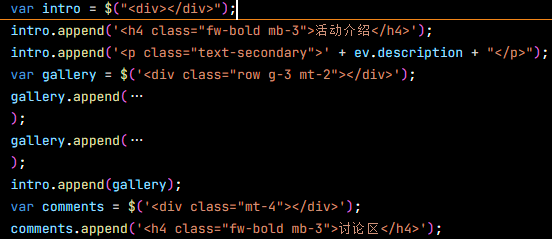 var intro = $("<div></div>");
intro.append('<h4 class="fw-bold mb-3">活动介绍</h4>');
intro.append('<p class="text-secondary">' + ev.description + "</p>");
var gallery = $('<div class="row g-3 mt-2"></div>');
gallery.append(⋯
);
gallery.append(⋯
);
intro.append(gallery);
var comments = $('<div class="mt-4"></div>');
comments.append('<h4 class="fw-bold mb-3">讨论区</h4>');